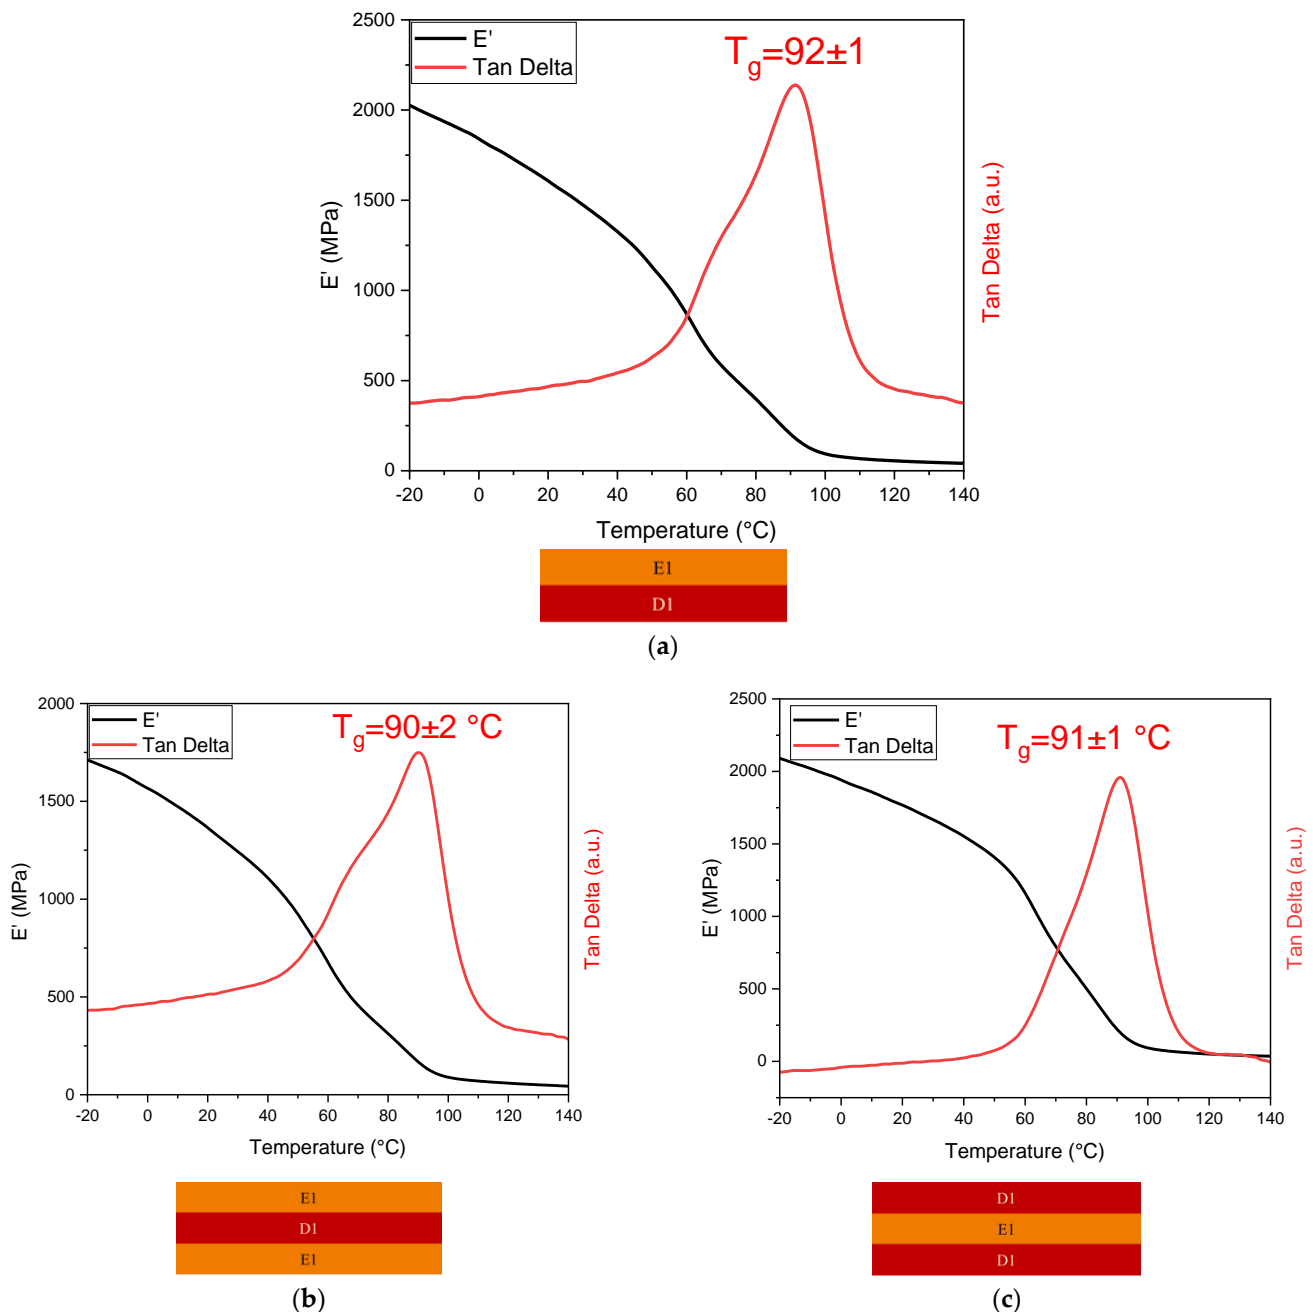 2500
2000
1500
1000
500
0
E' (MPa)
E'
Tan Delta
Tg=92±1
Tan Delta (a.u.)
-20 0 20 40 60 80 100 120 140
Temperature (°C)
E1
D1
(a)
2000
1500
1000
500
0
E' (MPa)
E'
Tan Delta
Tg=90±2 °C
Tan Delta (a.u.)
-20 0 20 40 60 80 100 120 140
Temperature (°C)
E1
D1
E1
(b)
2500
2000
1500
1000
500
0
E' (MPa)
E'
Tan Delta
Tg=91±1 °C
Tan Delta (a.u.)
-20 0 20 40 60 80 100 120 140
Temperature (°C)
D1
E1
D1
(c)